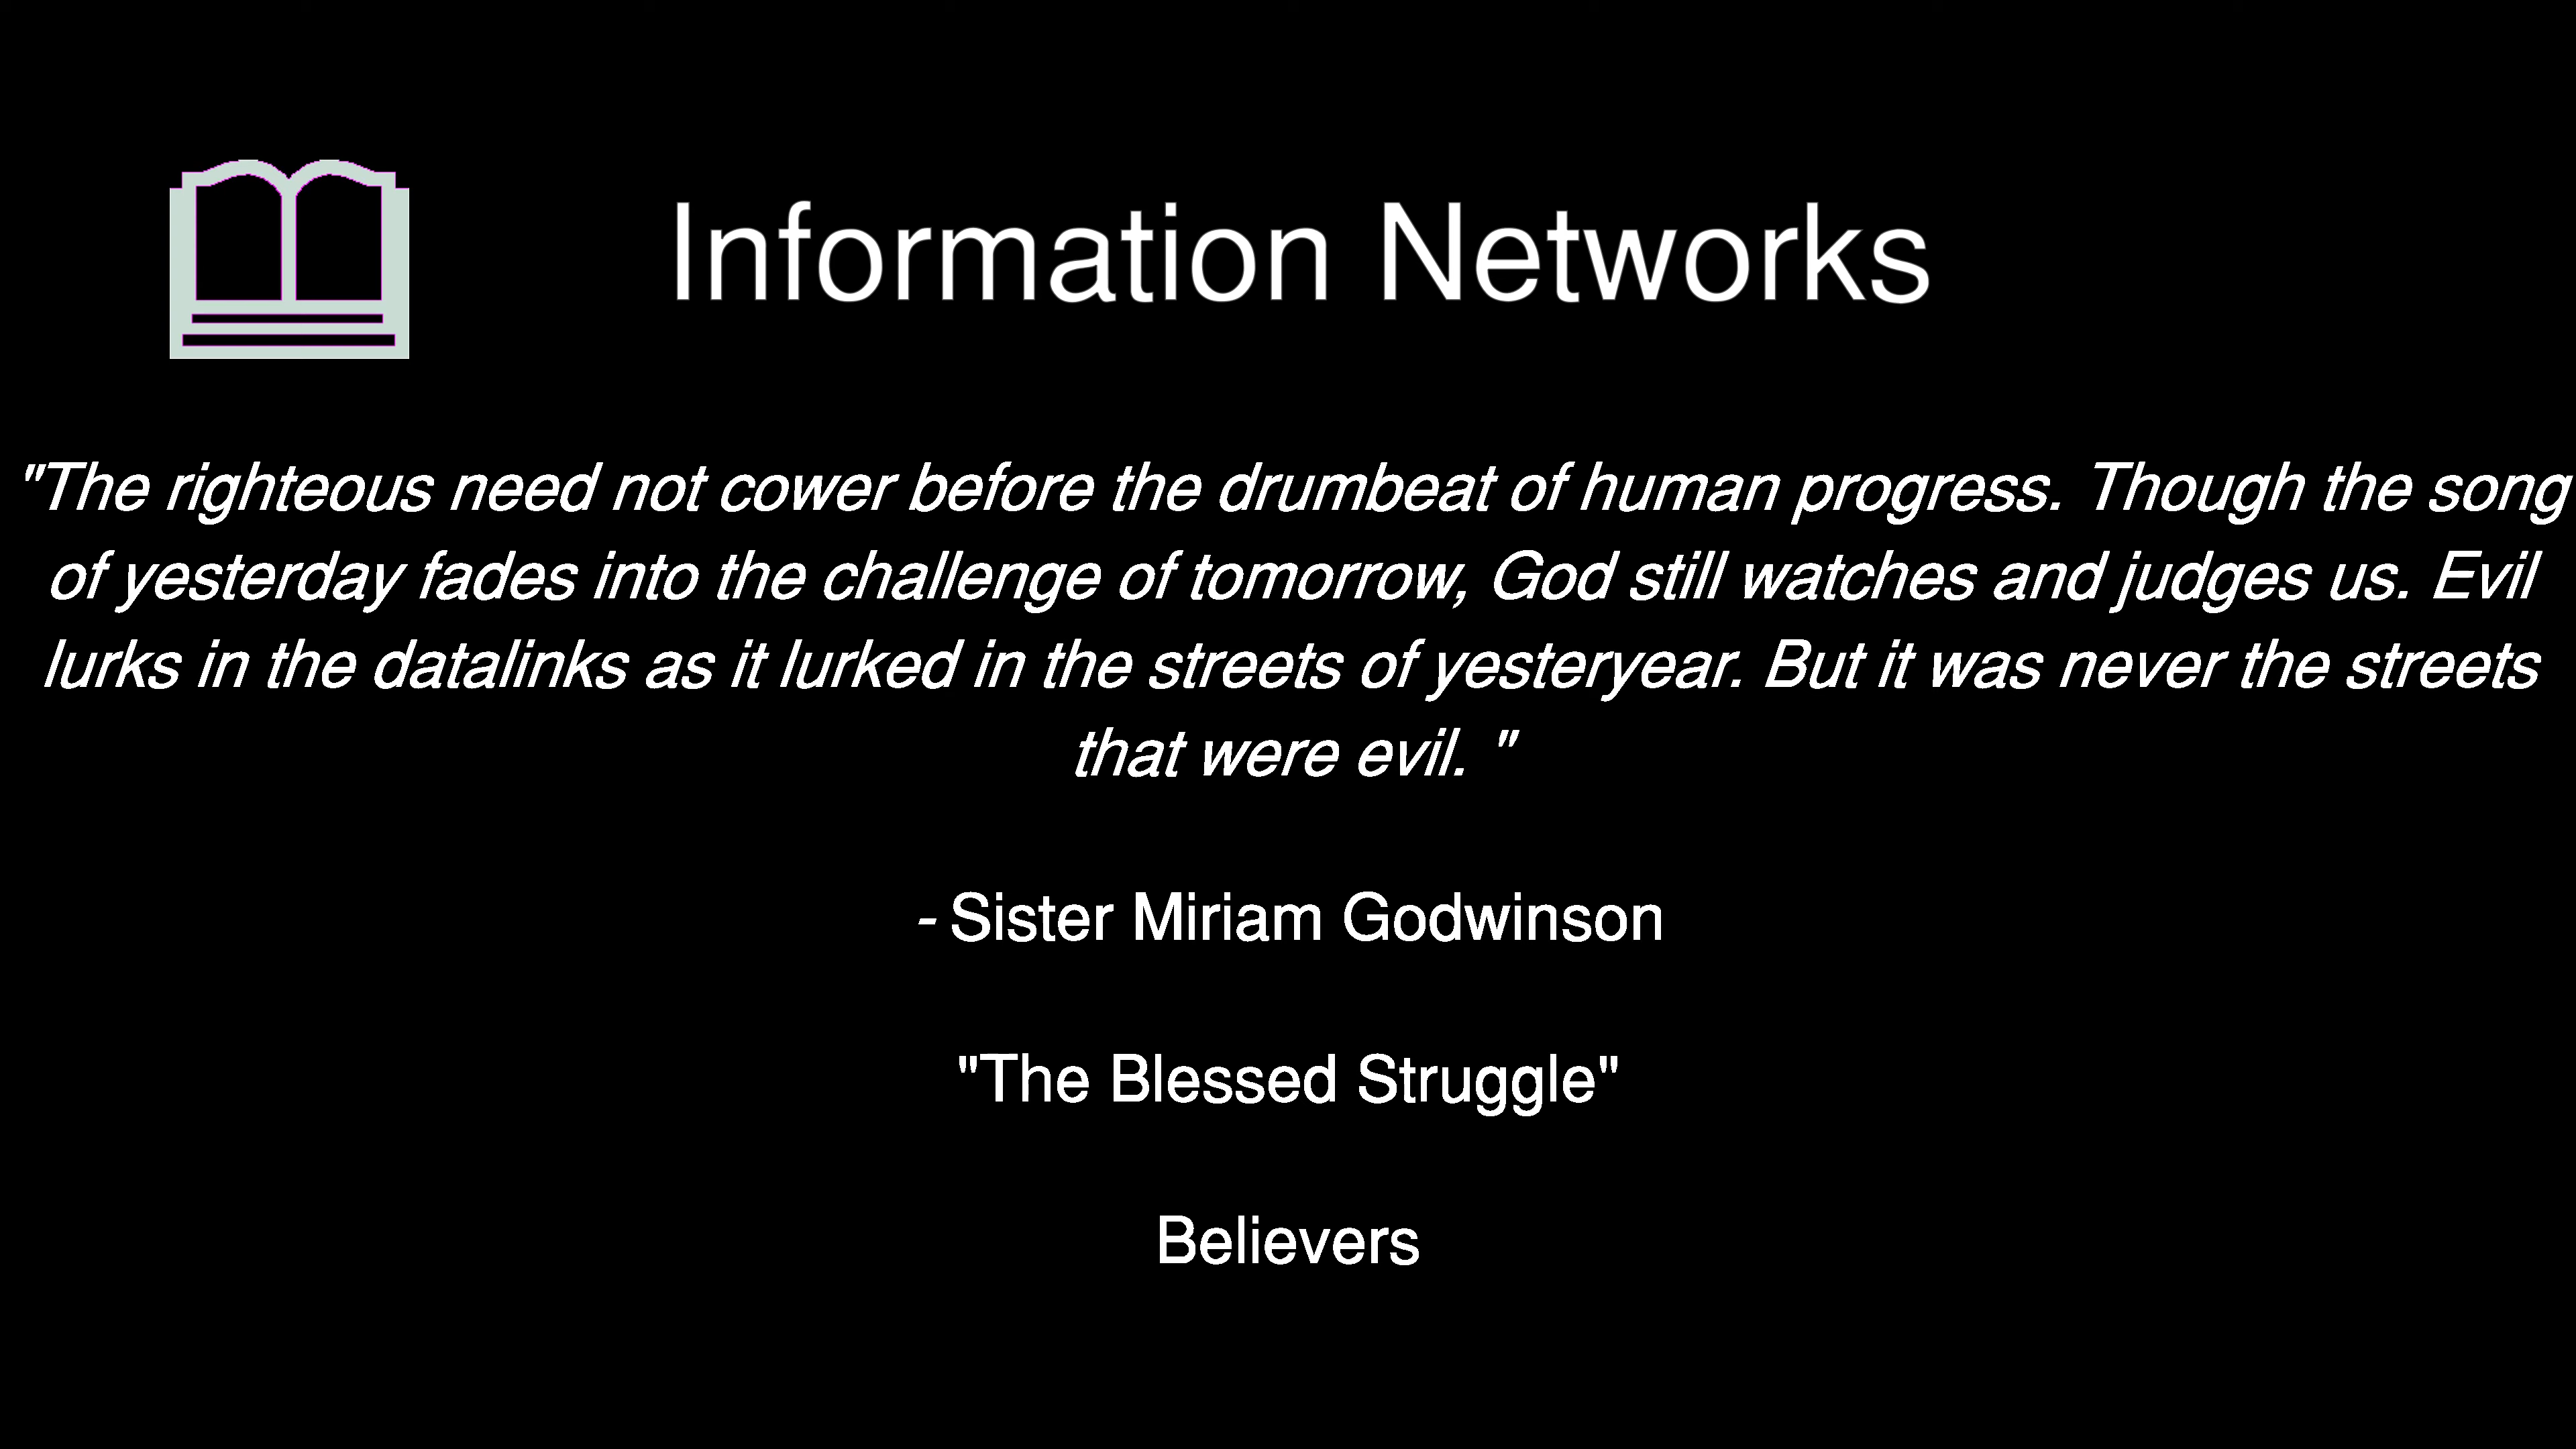 Information Networks
"The righteous need not cower before the drumbeat of human progress. Though the song
of yesterday fades into the challenge of tomorrow, God still watches and judges us. Evil
lurks in the datalinks as it lurked in the streets of yesteryear. But it was never the streets
that were evil. "
- Sister Miriam Godwinson
"The Blessed Struggle"
Believers